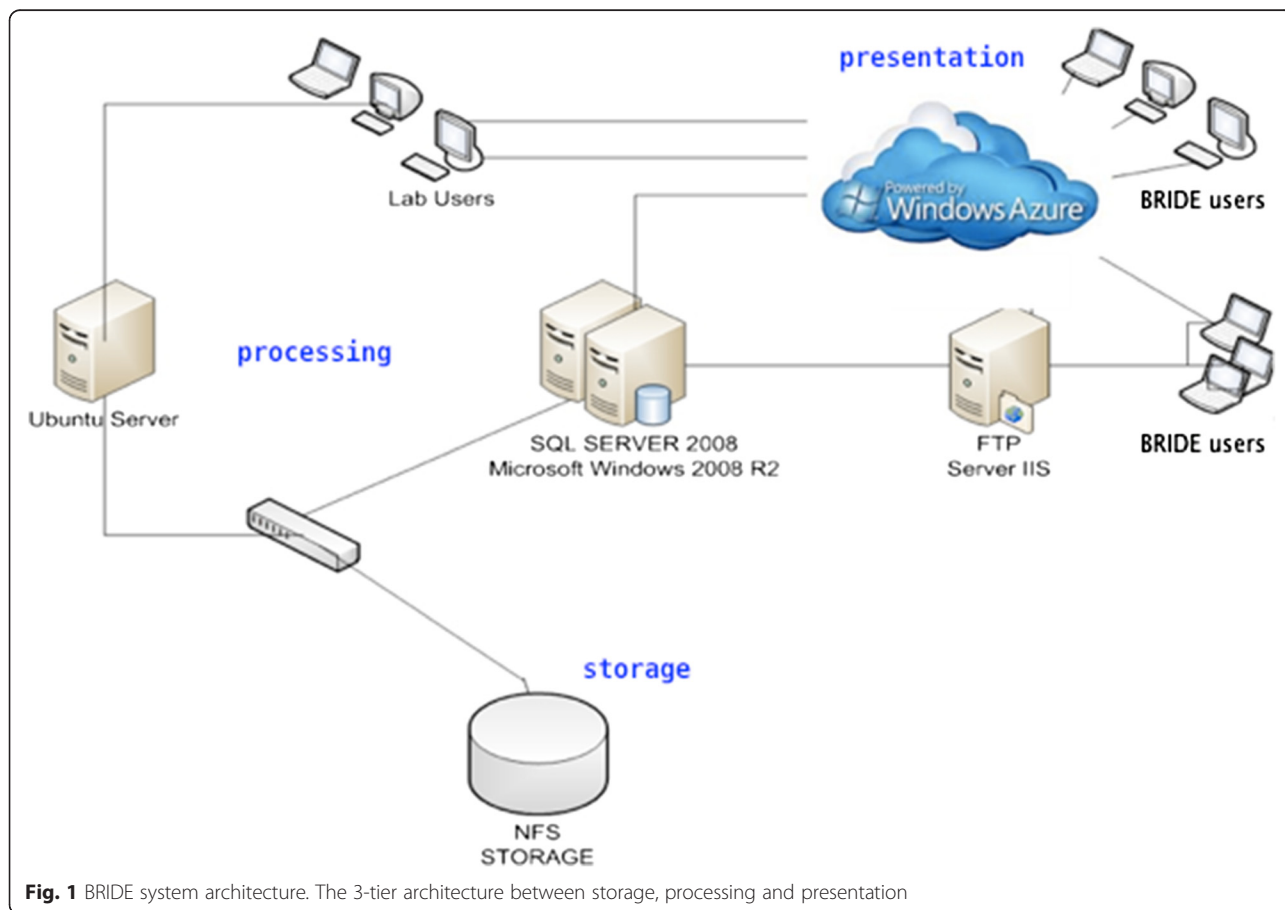 presentation
Lab Users
Powered by
Windows Azure
BRIDE users
processing
Ubuntu Server
SQL SERVER 2008
Microsoft Windows 2008 R2
FTP
Server IIS
BRIDE users
storage
NFS
STORAGE
Fig. 1 BRIDE system architecture. The 3-tier architecture between storage, processing and presentation